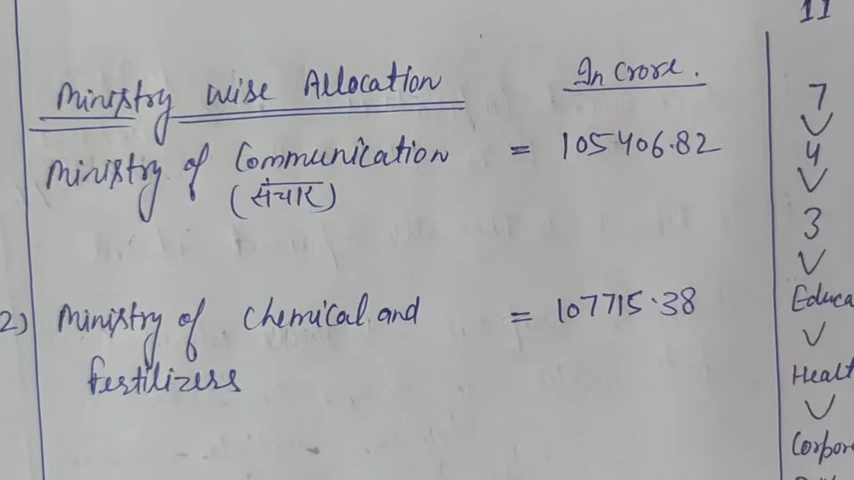 11
Ministry wise Allocation
In Crore.
Ministry of Communication = 105406.82
(संचार)
2) Ministry of Chemical and = 107715.38
Fertilizers
7
4
3
Educa
Healt
Corpor